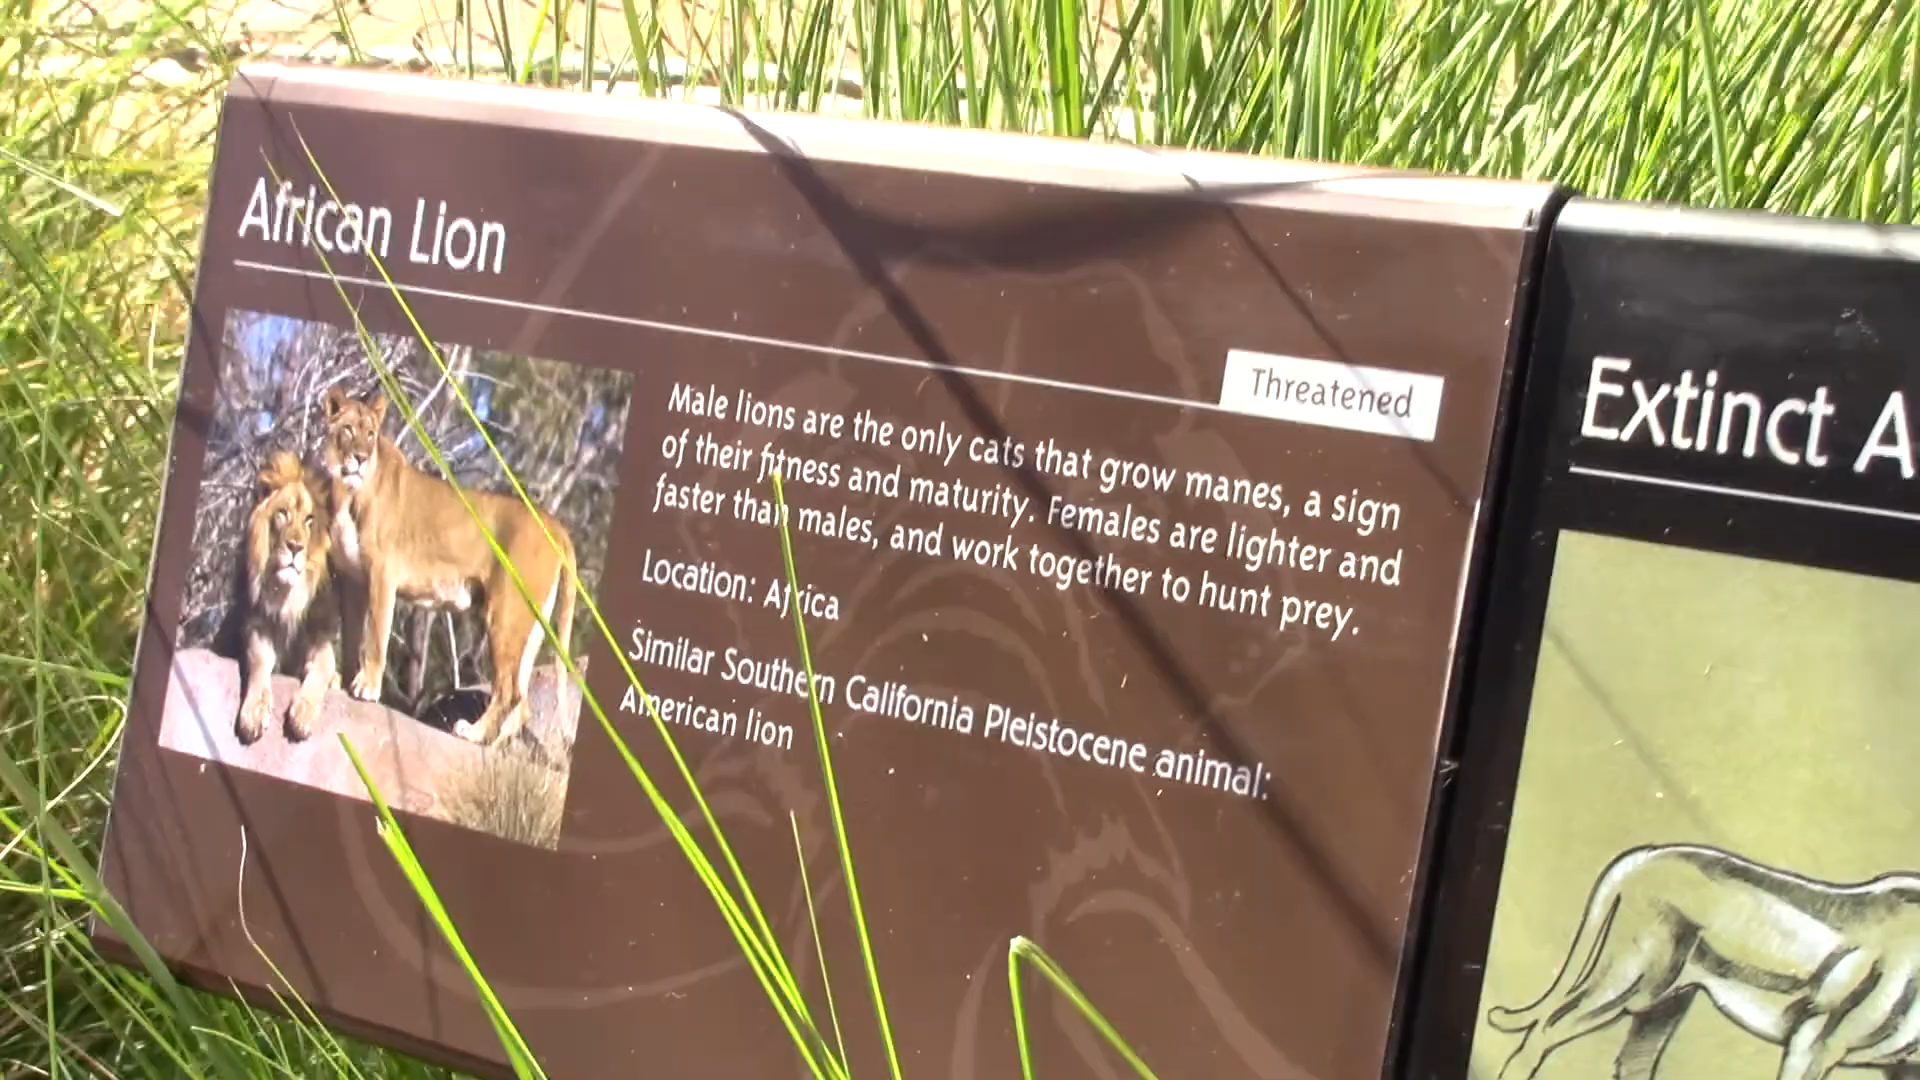 African Lion
Threatened
Male lions are the only cats that grow manes, a sign
of their fitness and maturity. Females are lighter and
faster than males, and work together to hunt prey.
Location: Africa
Similar Southern California Pleistocene animal:
American lion
Extinct A